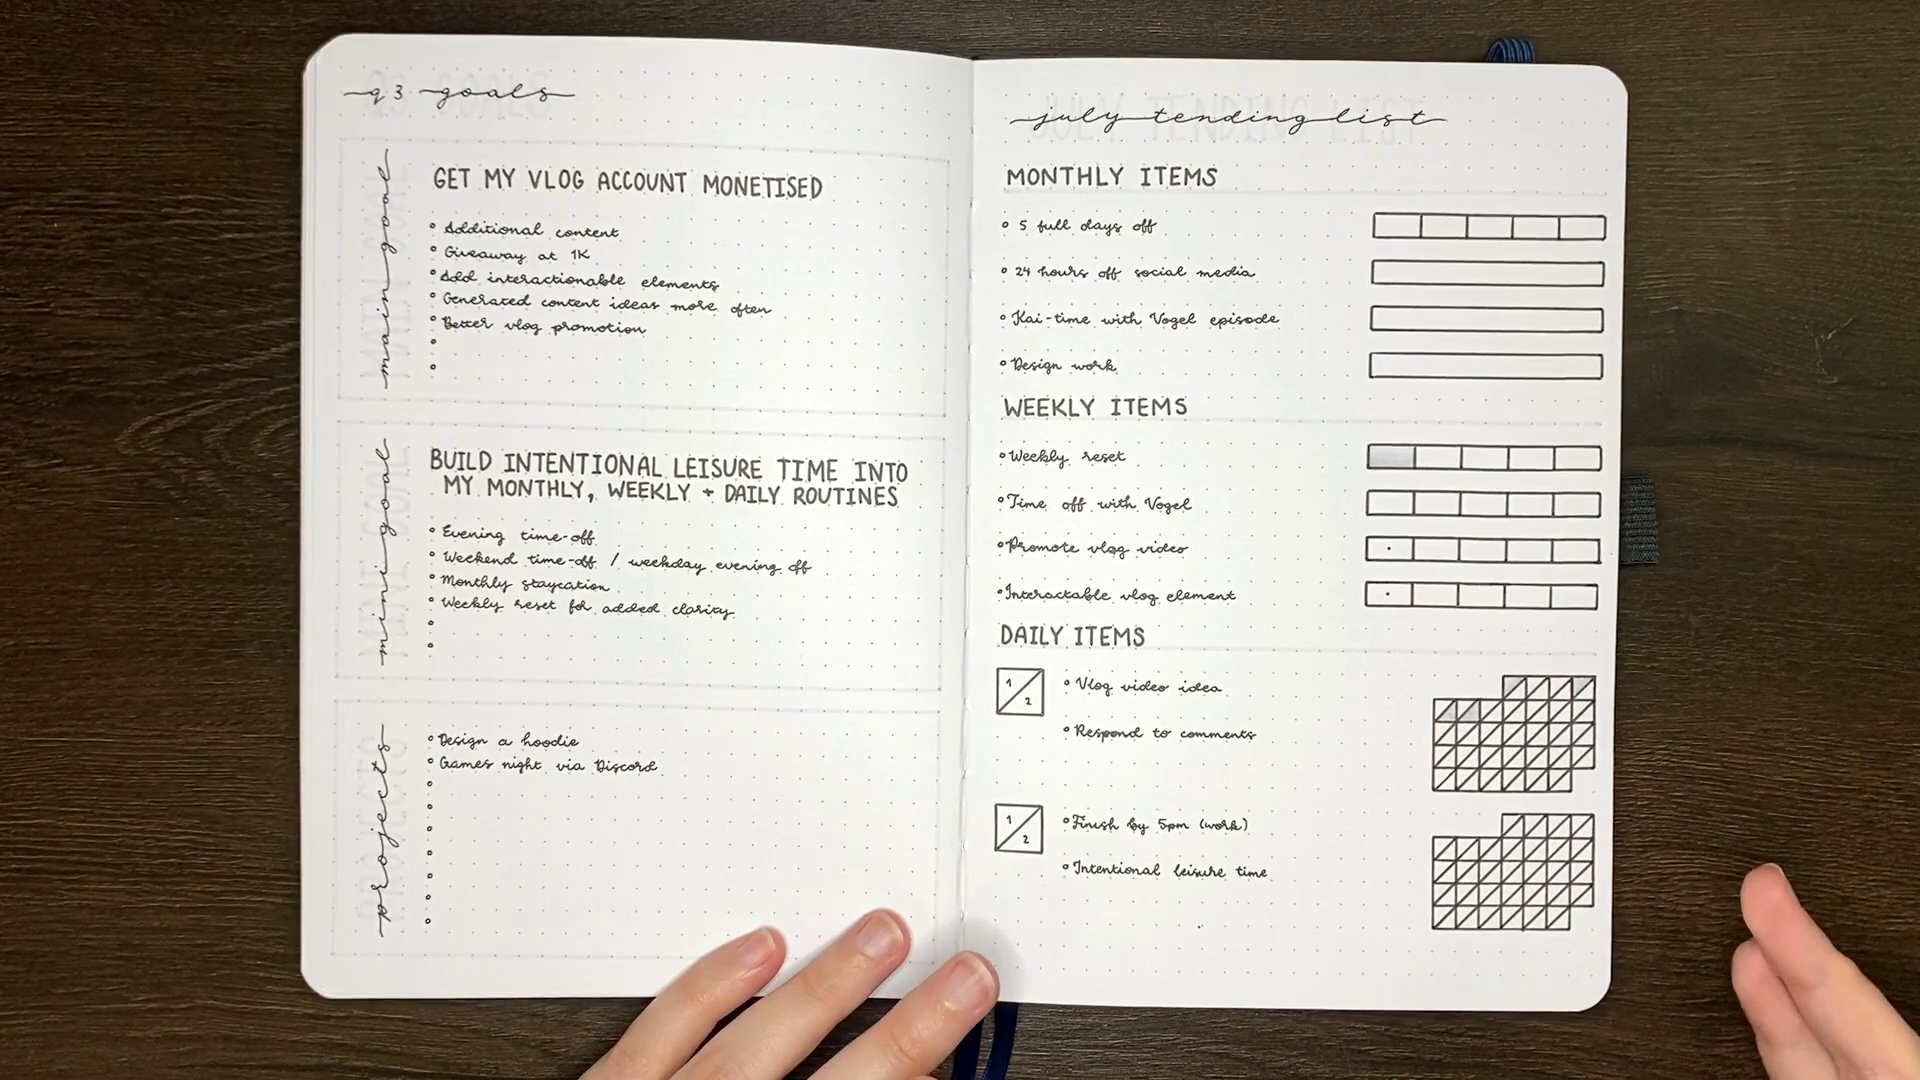 q3 goals
main goal
GET MY VLOG ACCOUNT MONETISED
Additional content
Giveaway at 1K
Add interactionable elements
Generated content ideas more often
Better vlog promotion
mini goal
BUILD INTENTIONAL LEISURE TIME INTO
MY MONTHLY, WEEKLY + DAILY ROUTINES
Evening time-off
Weekend time-off / weekday evening off
Monthly staycation
Weekly reset for added clarity
projects
Design a hoodie
Games night via Discord
july tending list
MONTHLY ITEMS
5 full days off
24 hours off social media
Kai-time with Vogel episode
Design work
WEEKLY ITEMS
Weekly reset
Time off with Vogel
Promote vlog video
Interactable vlog element
DAILY ITEMS
1 2
Vlog video idea
Respond to comments
1 2
Finish by 5pm (work)
Intentional leisure time